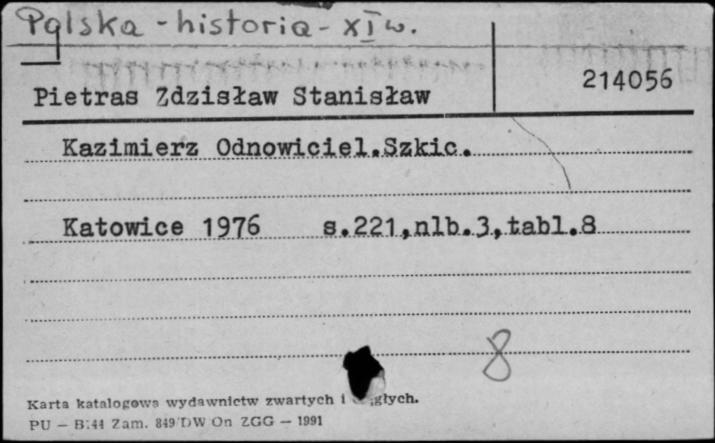 Polska - historia - XI w.
Pietras Zdzisław Stanisław
214056
Kazimierz Odnowiciel.Szkic.
Katowice 1976 s.221,nlb.3,tabl.8
8
Karta katalogowa wydawnictw zwartych i
PU — B.44 Zam. 849/DW On ZGG — 1991